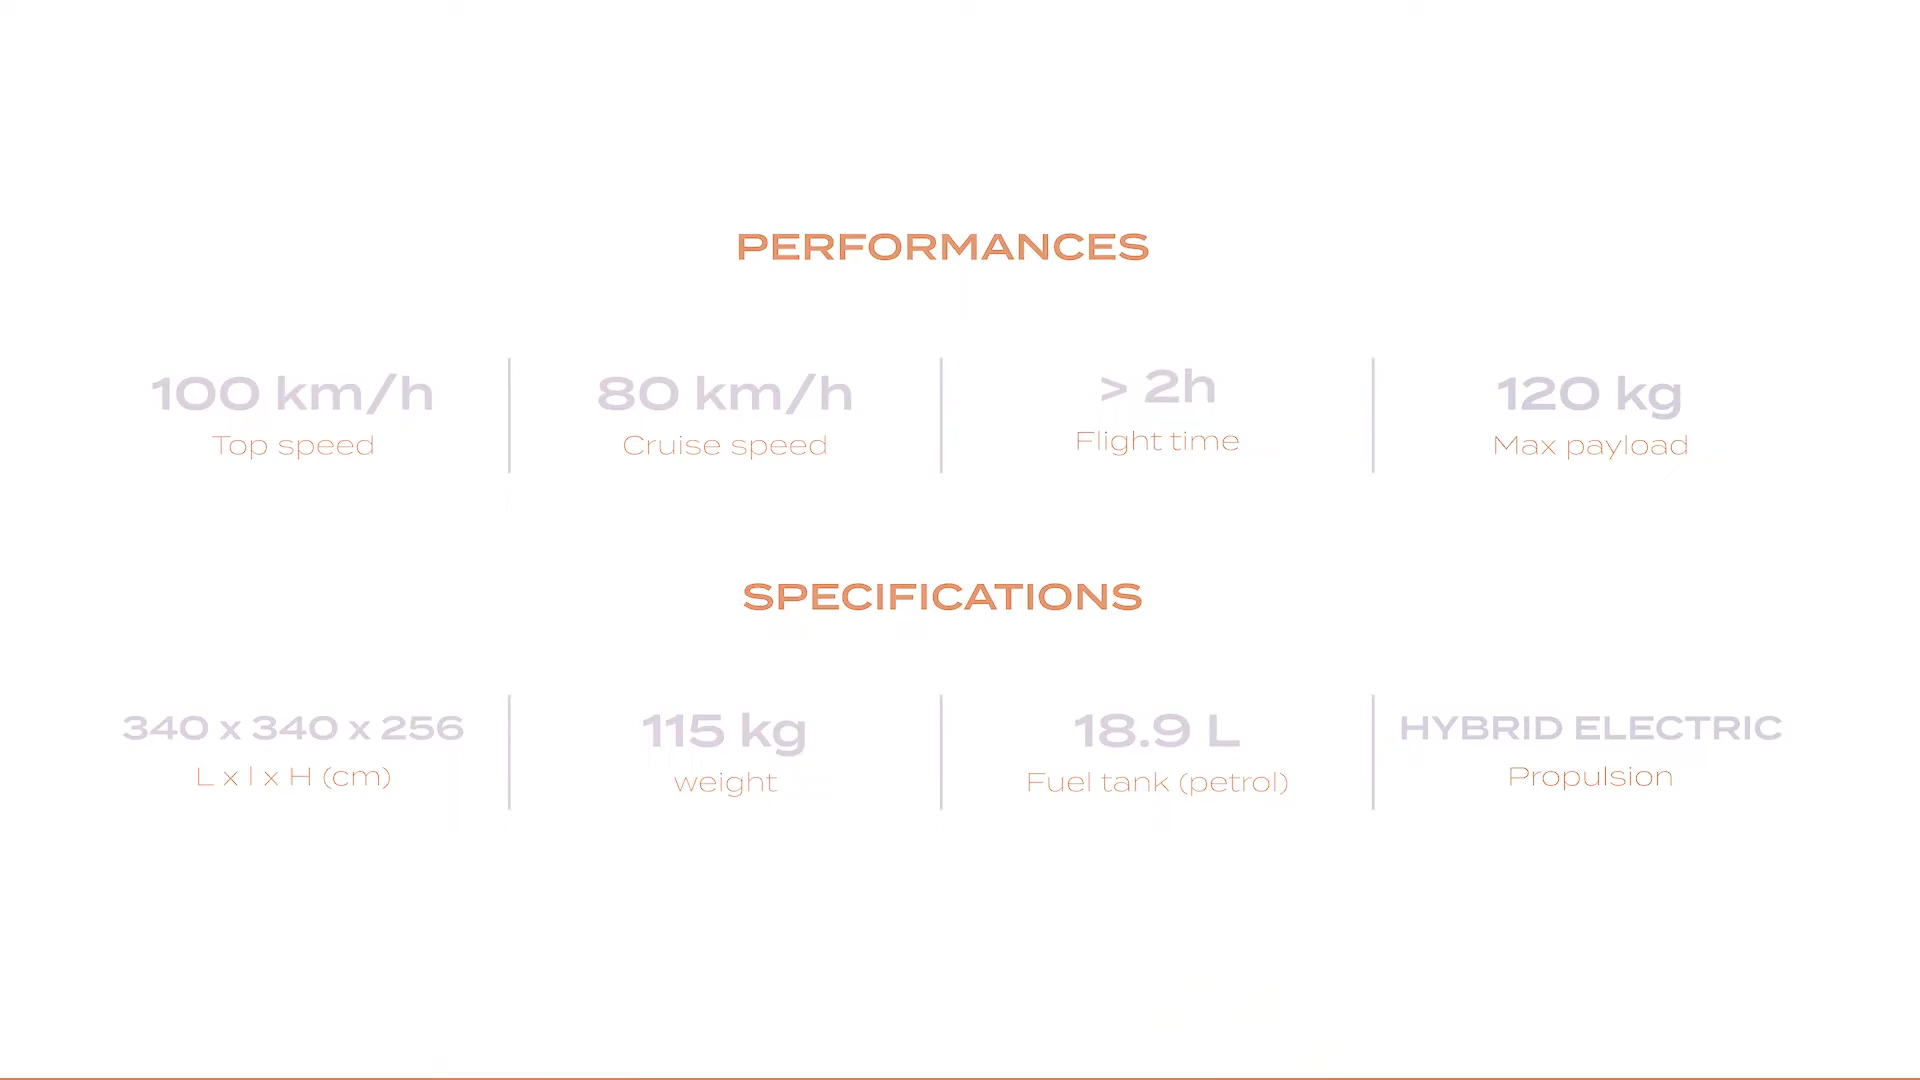 PERFORMANCES
100 km/h
Top speed
80 km/h
Cruise speed
> 2h
Flight time
120 kg
Max payload
SPECIFICATIONS
340 x 340 x 256
L x l x H (cm)
115 kg
weight
18.9 L
Fuel tank (petrol)
HYBRID ELECTRIC
Propulsion